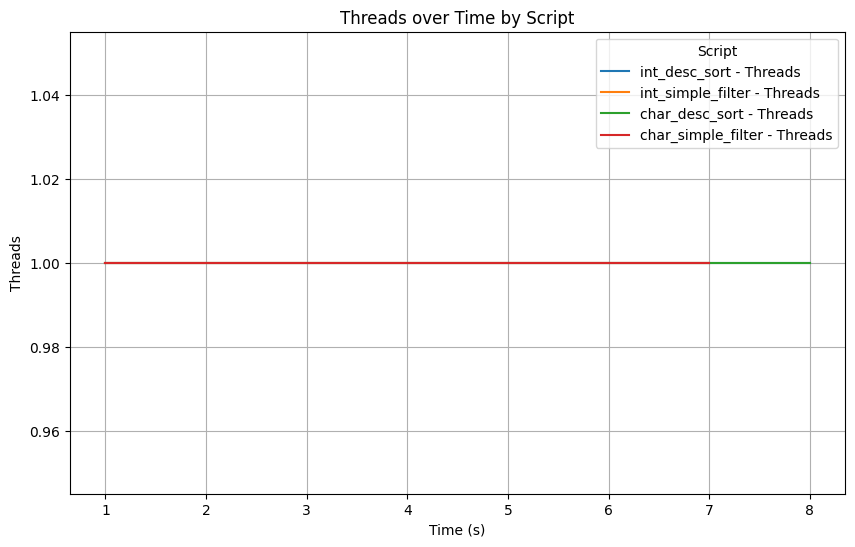 Threads over Time by Script
Script
int_desc_sort - Threads
int_simple_filter - Threads
char_desc_sort - Threads
char_simple_filter - Threads
Threads
1.04
1.02
1.00
0.98
0.96
1 2 3 4 5 6 7 8
Time (s)